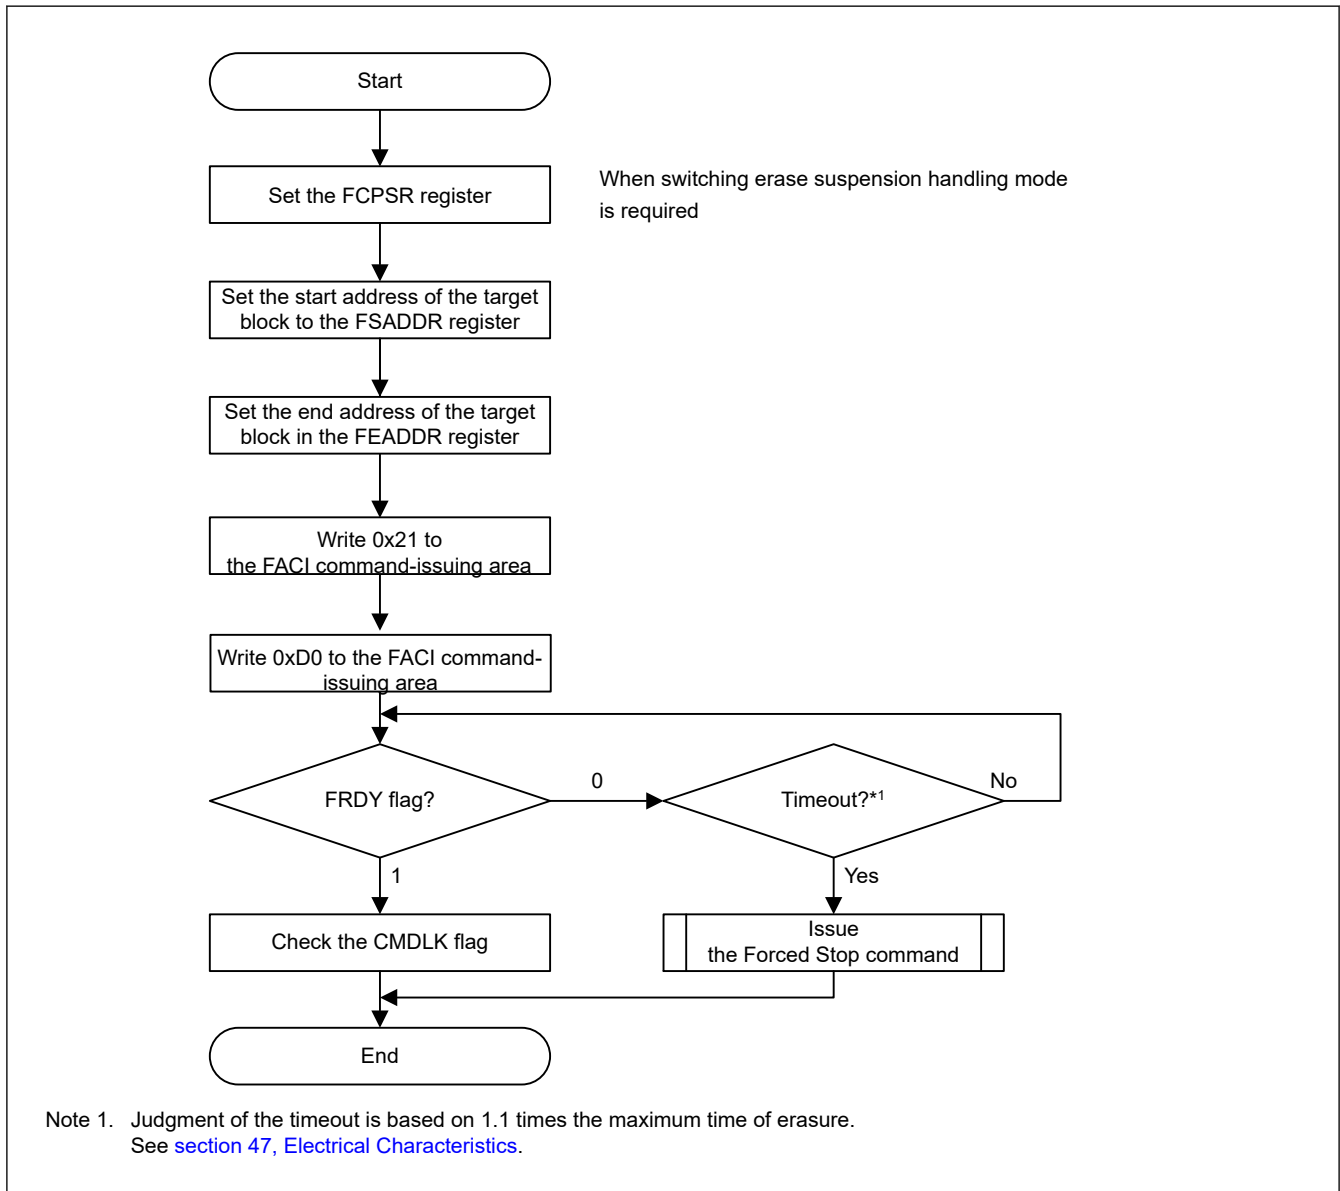 Start
Set the FCPSR register
When switching erase suspension handling mode
is required
Set the start address of the target
block to the FSADDR register
Set the end address of the target
block in the FEADDR register
Write 0x21 to
the FACI command-issuing area
Write 0xD0 to the FACI command-
issuing area
FRDY flag?
0
Timeout?*1
No
1
Yes
Check the CMDLK flag
Issue
the Forced Stop command
End
Note 1. Judgment of the timeout is based on 1.1 times the maximum time of erasure.
See section 47, Electrical Characteristics.